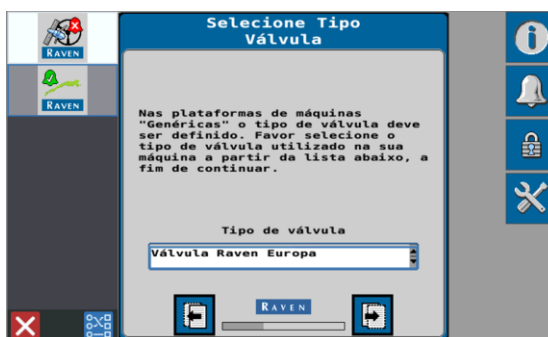 Selecione Tipo
Válvula
RAVEN
RAVEN
Nas plataformas de máquinas
"Genéricas" o tipo de válvula deve
ser definido. Favor selecione o
tipo de válvula utilizado na sua
máquina a partir da lista abaixo, a
fim de continuar.
Tipo de válvula
Válvula Raven Europa
RAVEN